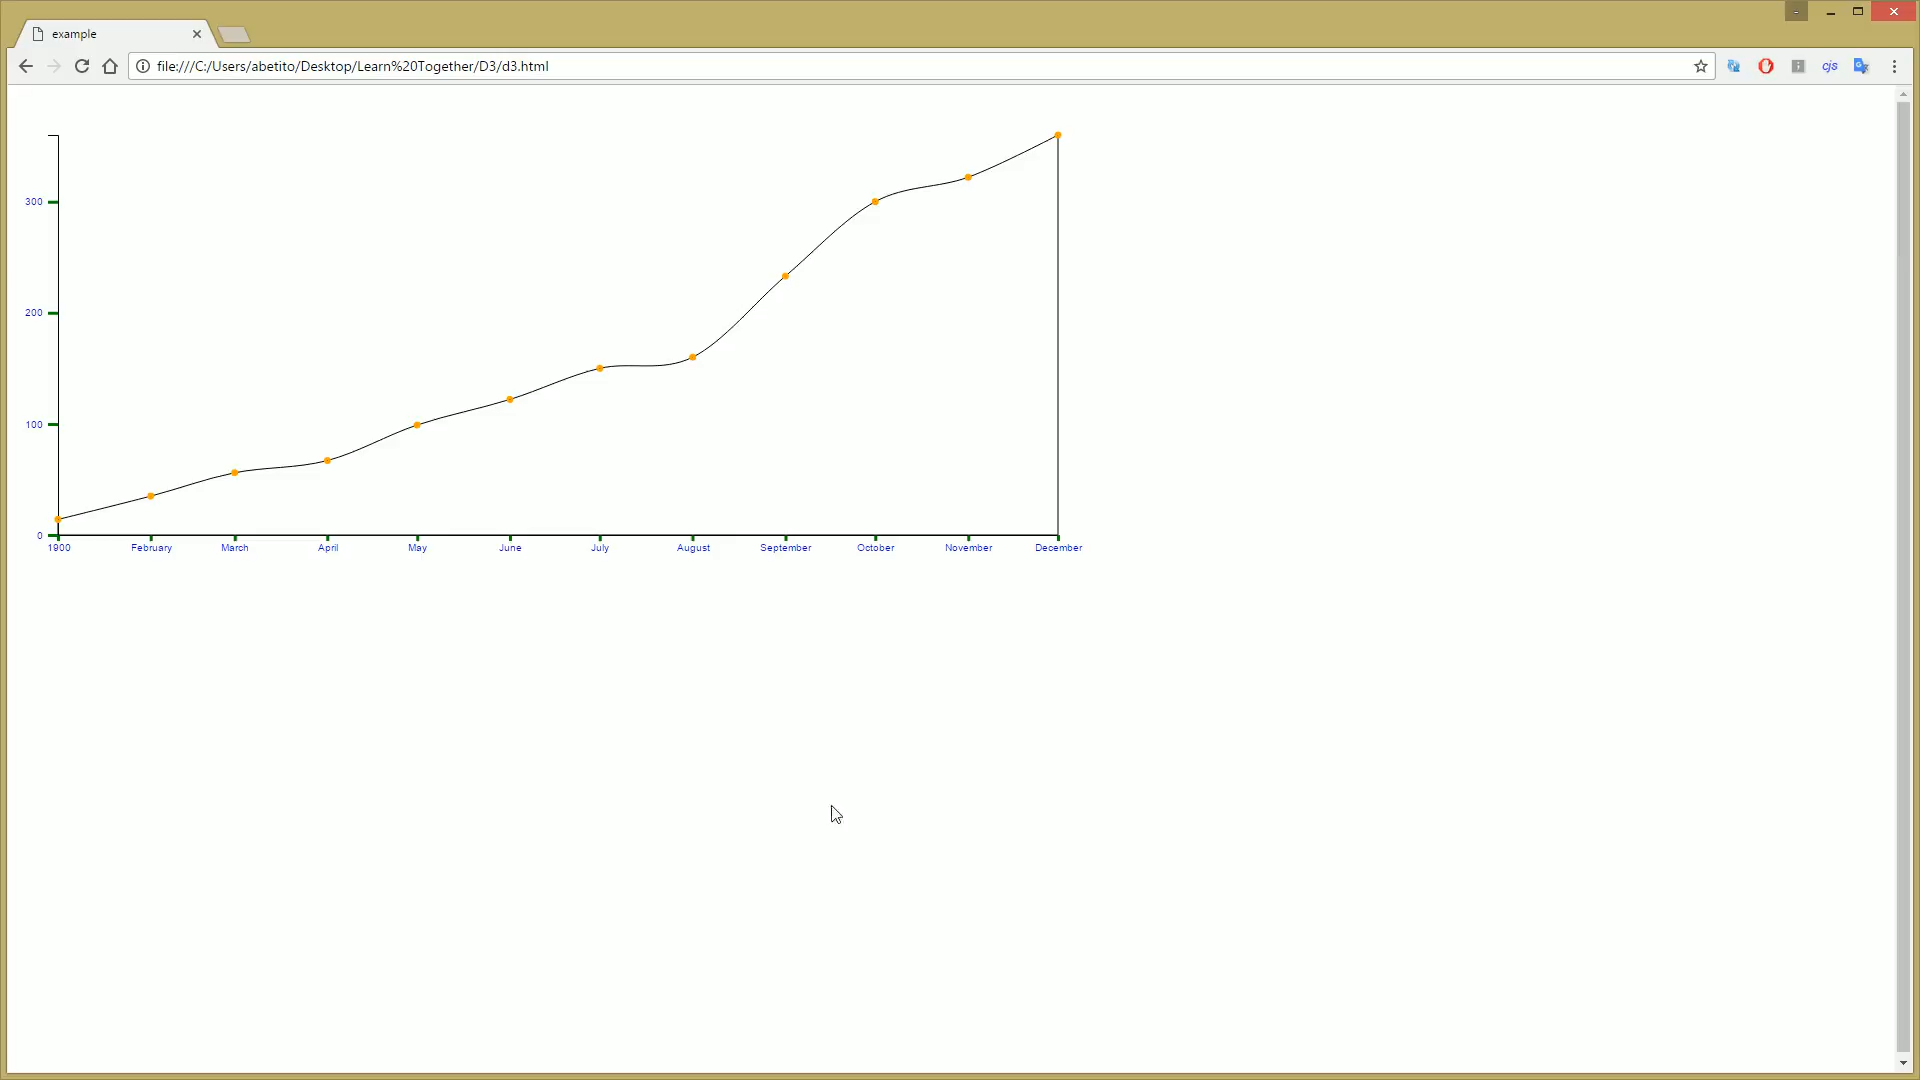 example
file:///C:/Users/abetito/Desktop/Learn%20Together/D3/d3.html
cjs
300
200
100
0
1900 February March April May June July August September October November December